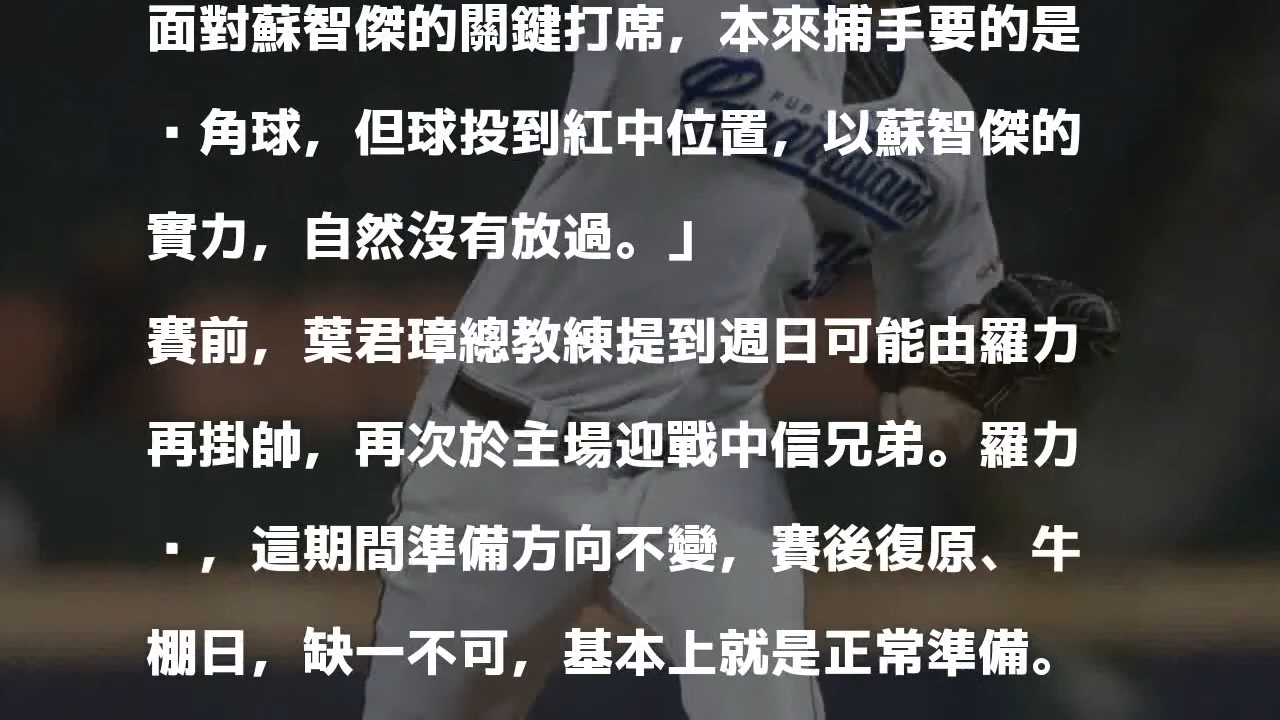 面對蘇智傑的關鍵打席，本來捕手要的是
▪角球，但球投到紅中位置，以蘇智傑的
實力，自然沒有放過。」
賽前，葉君璋總教練提到週日可能由羅力
再掛帥，再次於主場迎戰中信兄弟。羅力
▪，這期間準備方向不變，賽後復原、牛
棚日，缺一不可，基本上就是正常準備。
Guardians